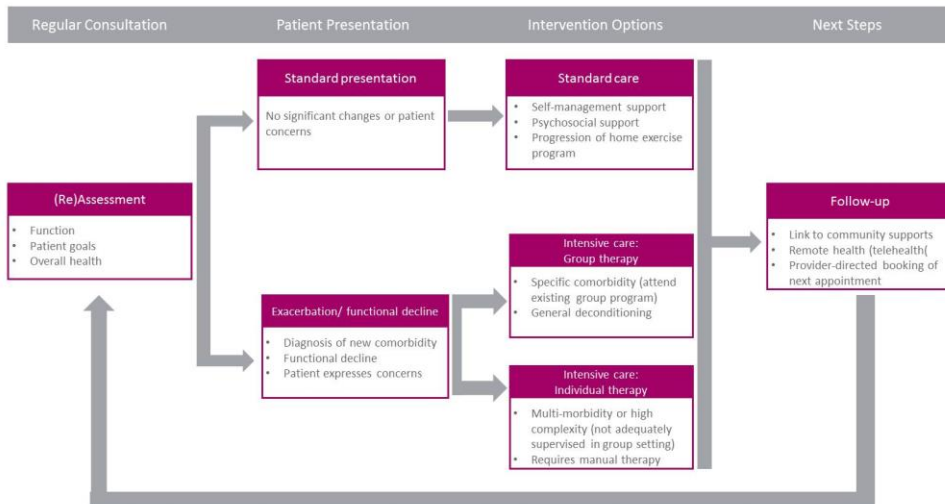 Regular Consultation
Patient Presentation
Intervention Options
Next Steps
Standard presentation
No significant changes or patient
concerns
Standard care
• Self-management support
• Psychosocial support
• Progression of home exercise
program
(Re)Assessment
• Function
• Patient goals
• Overall health
Exacerbation/ functional decline
• Diagnosis of new comorbidity
• Functional decline
• Patient expresses concerns
Intensive care:
Group therapy
• Specific comorbidity (attend
existing group program)
• General deconditioning
Intensive care:
Individual therapy
• Multi-morbidity or high
complexity (not adequately
supervised in group setting)
• Requires manual therapy
Follow-up
• Link to community supports
• Remote health (telehealth(
• Provider-directed booking of
next appointment